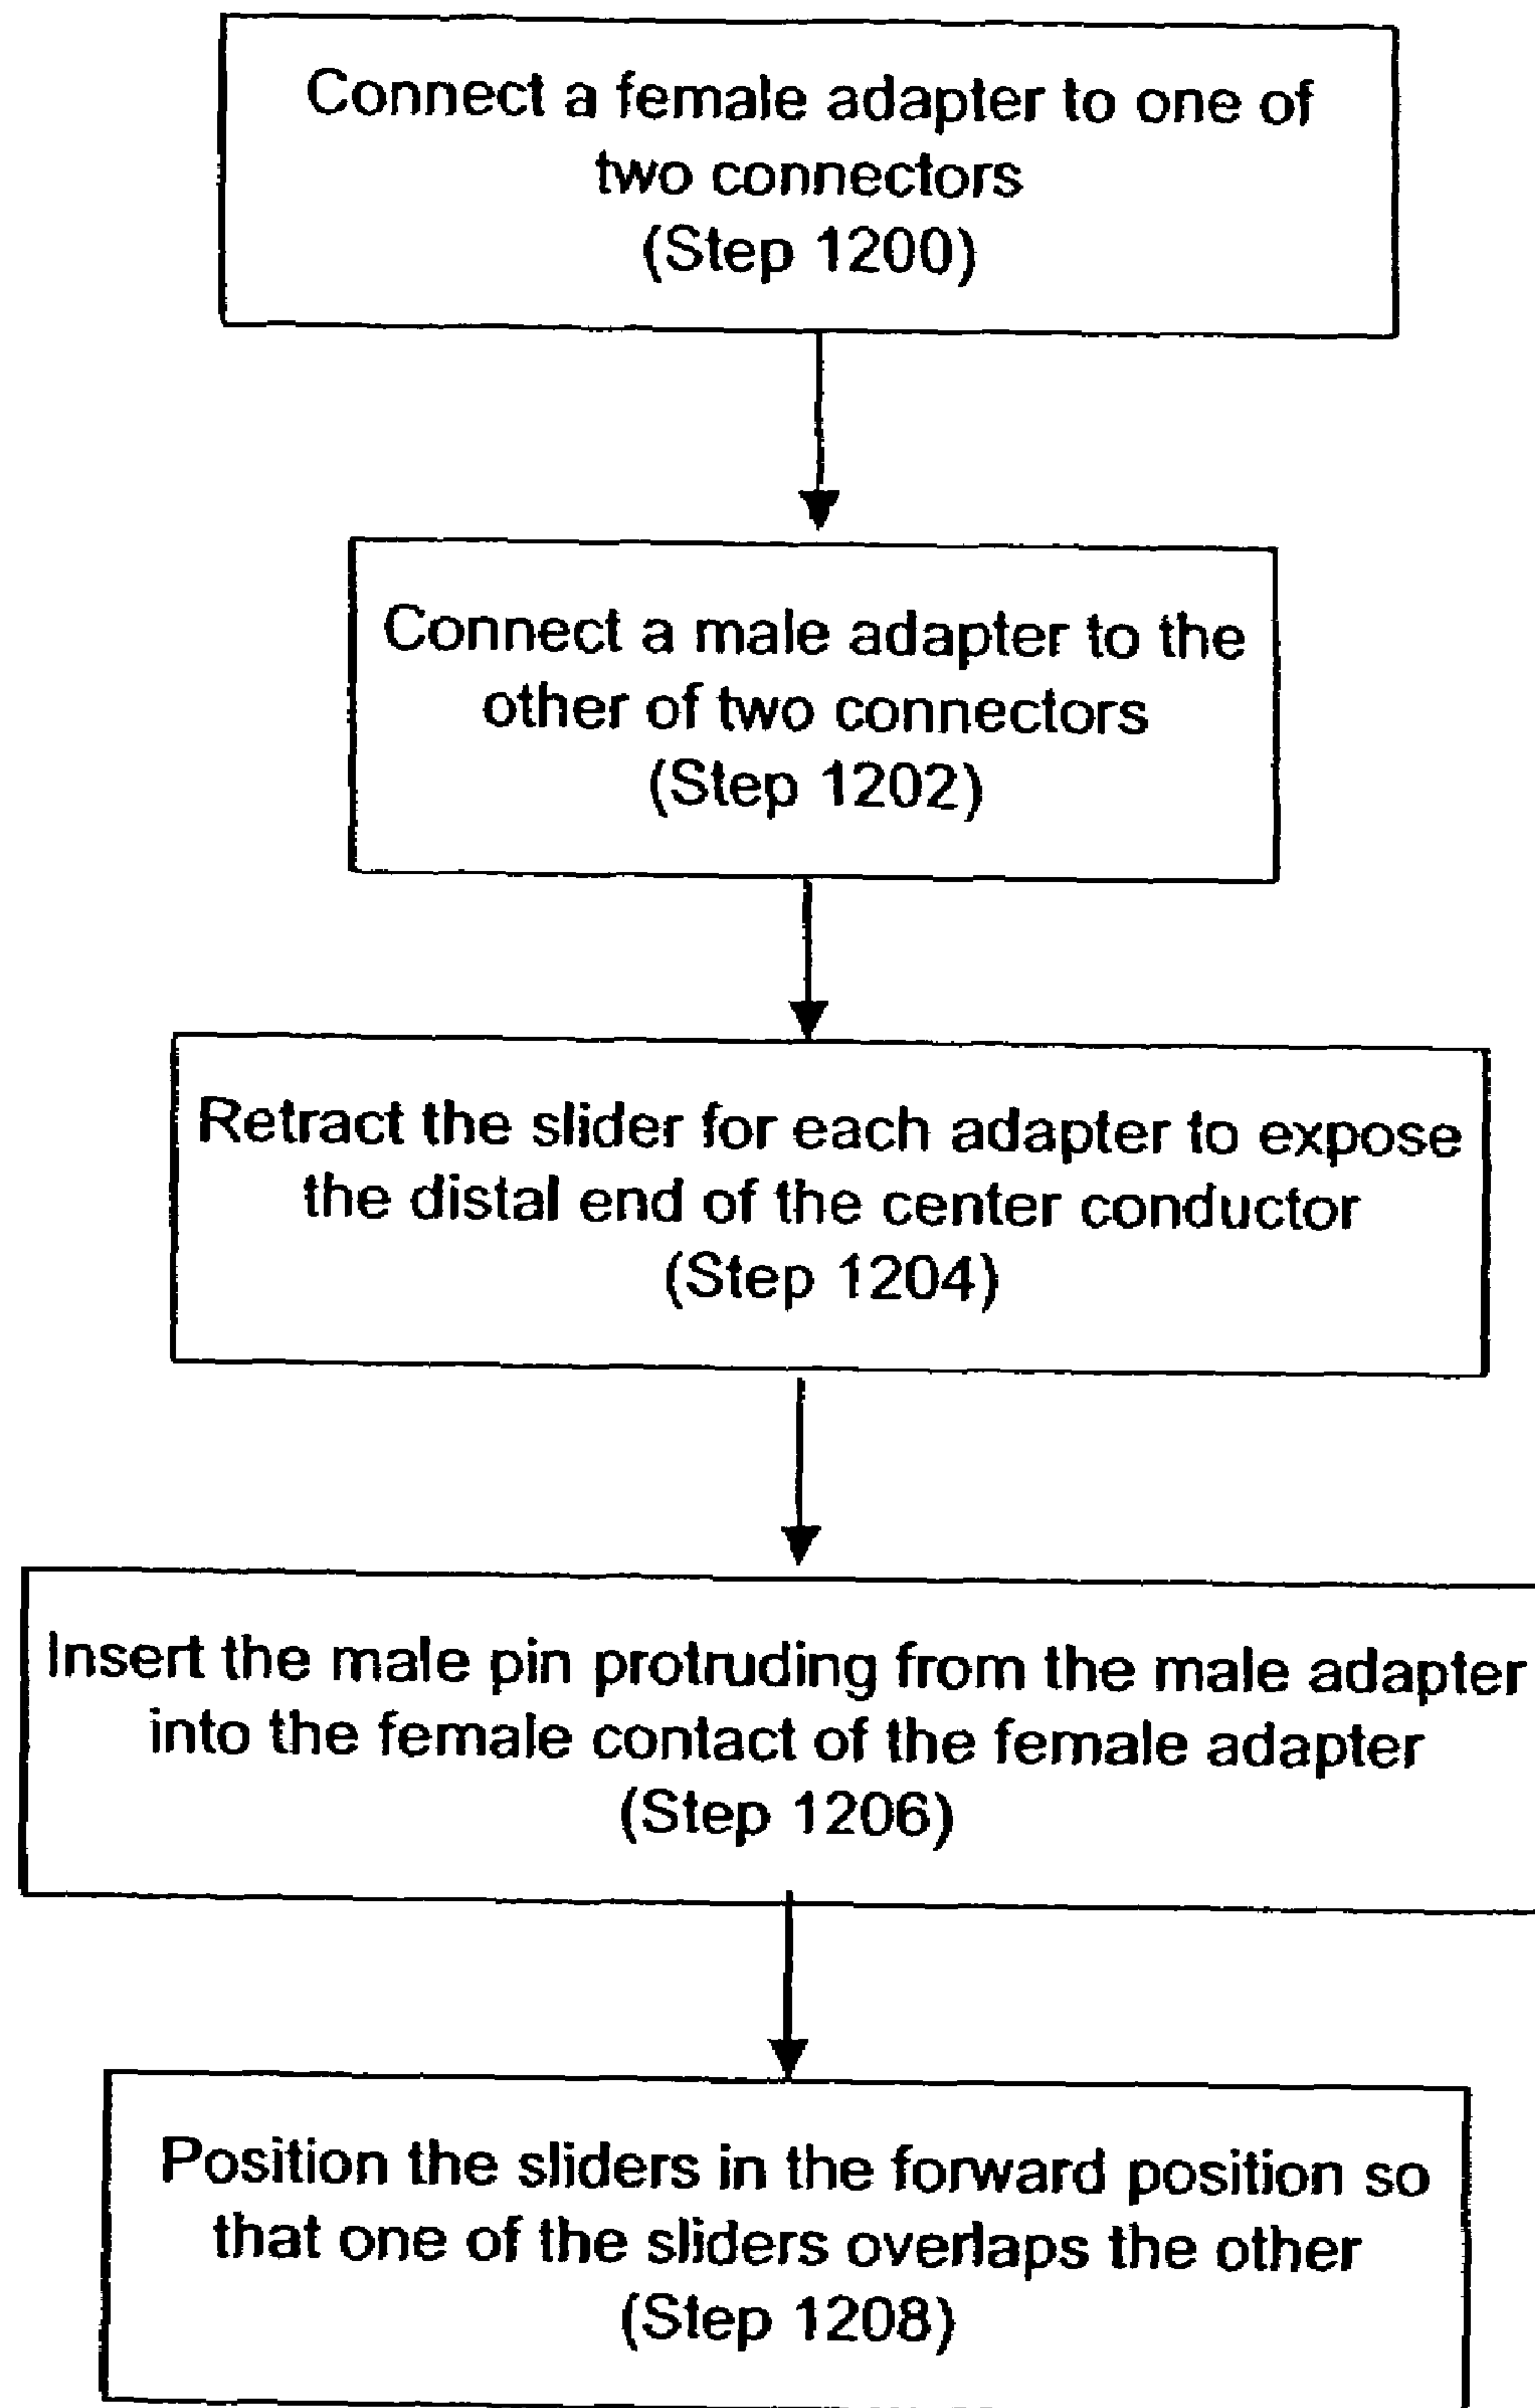 Connect a female adapter to one of
two connectors
(Step 1200)
Connect a male adapter to the
other of two connectors
(Step 1202)
Retract the slider for each adapter to expose
the distal end of the center conductor
(Step 1204)
Insert the male pin protruding from the male adapter
into the female contact of the female adapter
(Step 1206)
Position the sliders in the forward position so
that one of the sliders overlaps the other
(Step 1208)